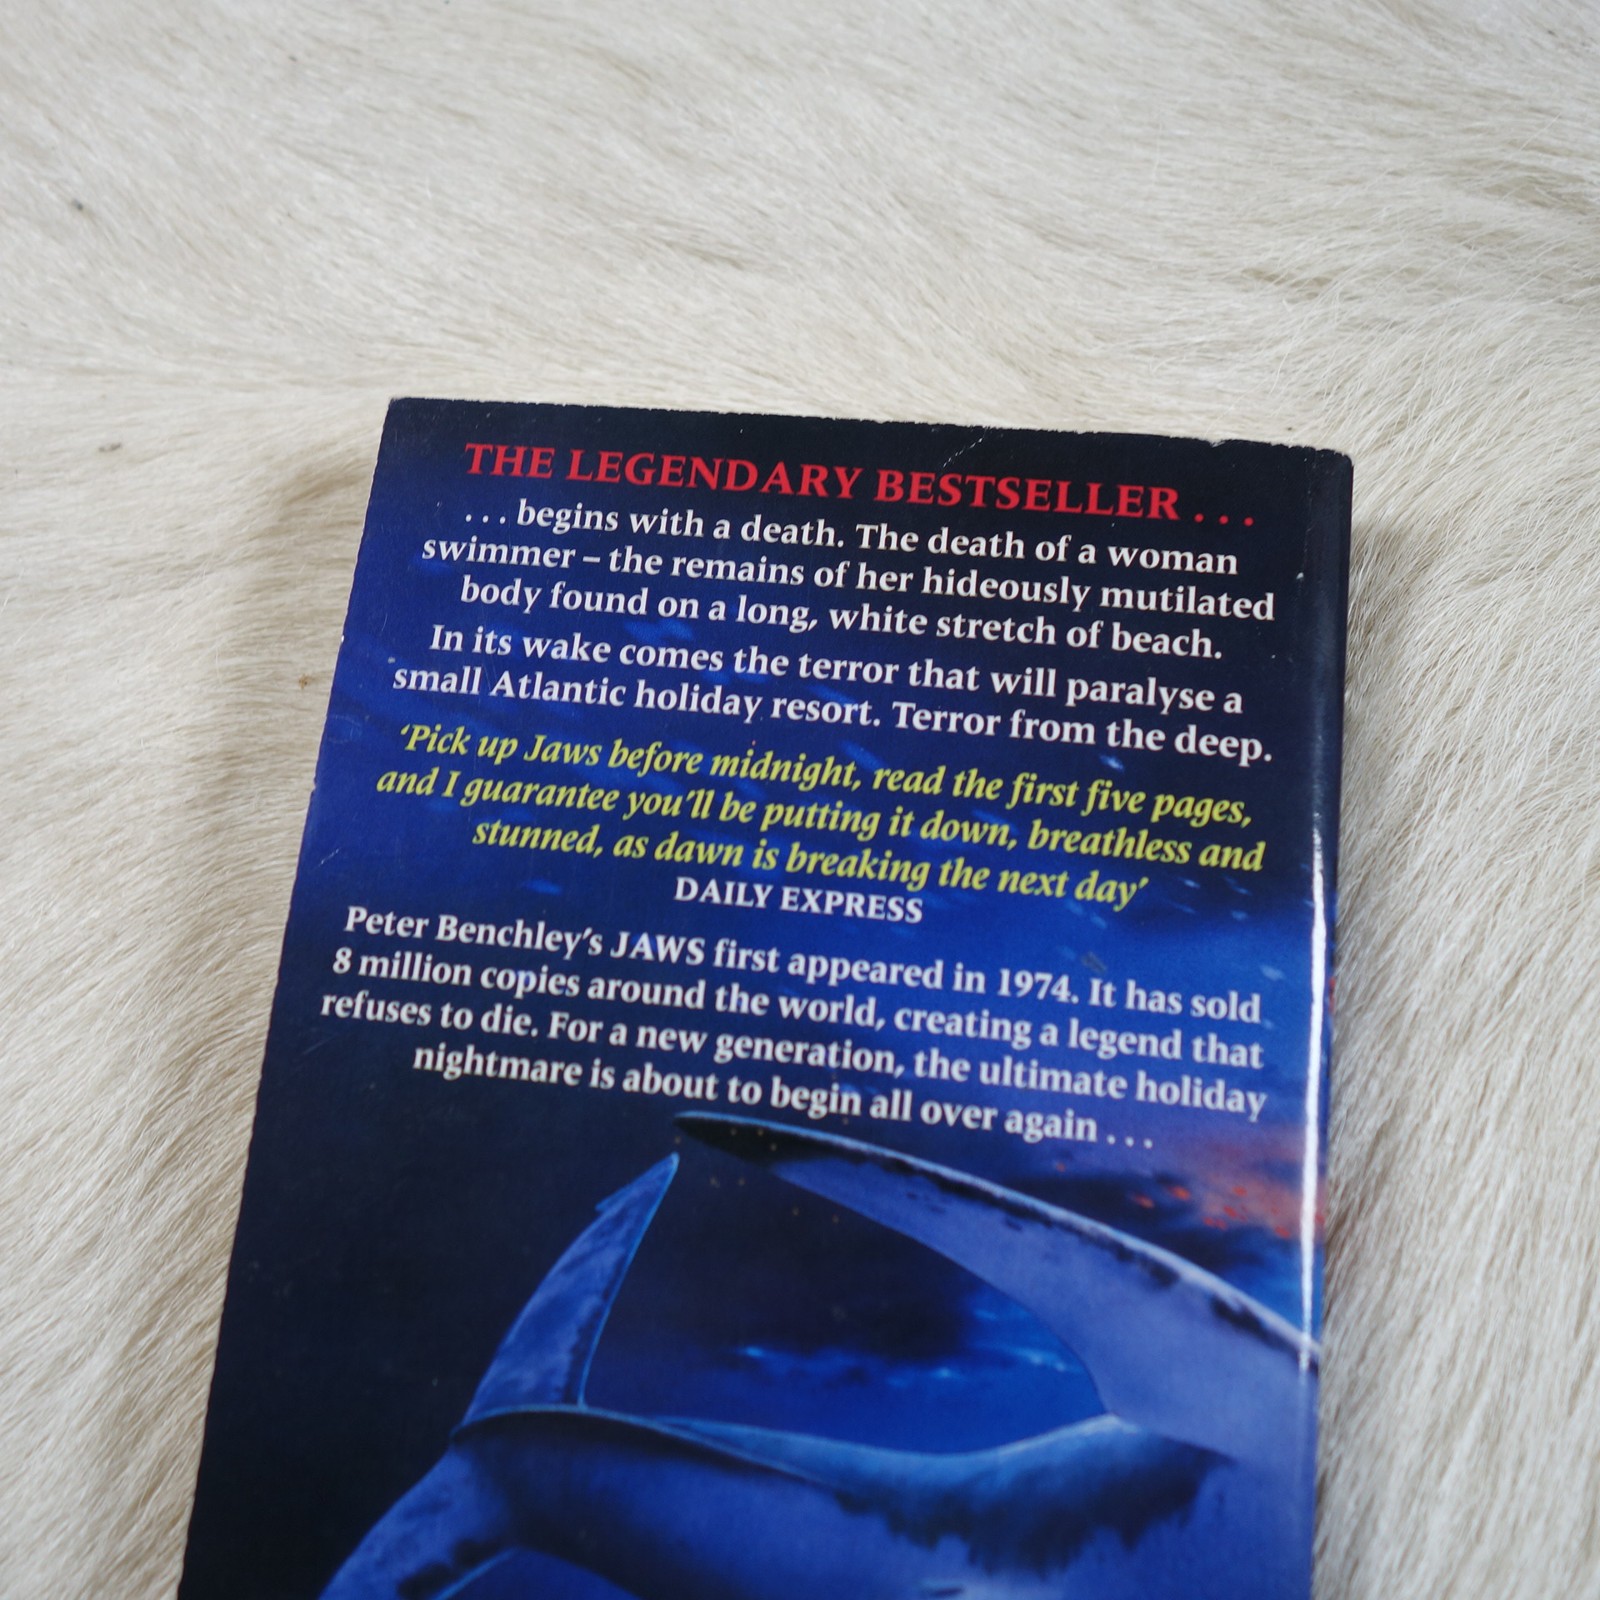 THE LEGENDARY BESTSELLER . . .
. . . begins with a death. The death of a woman
swimmer – the remains of her hideously mutilated
body found on a long, white stretch of beach.
In its wake comes the terror that will paralyse a
small Atlantic holiday resort. Terror from the deep.
‘Pick up Jaws before midnight, read the first five pages,
and I guarantee you’ll be putting it down, breathless and
stunned, as dawn is breaking the next day’
DAILY EXPRESS
Peter Benchley’s JAWS first appeared in 1974. It has sold
8 million copies around the world, creating a legend that
refuses to die. For a new generation, the ultimate holiday
nightmare is about to begin all over again . . .